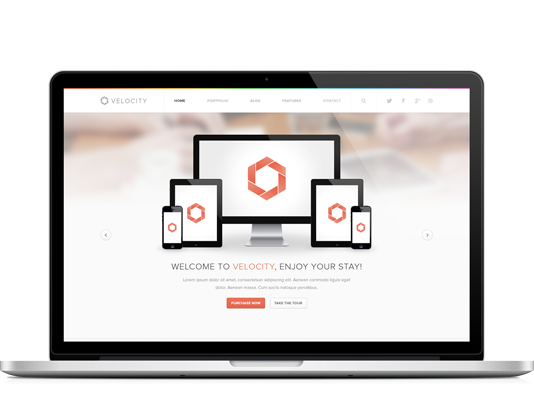 VELOCITY
HOME PORTFOLIO BLOG FEATURES CONTACT
WELCOME TO VELOCITY, ENJOY YOUR STAY!
Lorem ipsum dolor sit amet, consectetuer adipiscing elit. Aenean commodo ligula eget
dolor. Aenean massa. Cum sociis natoque penatibus.
PURCHASE NOW TAKE THE TOUR